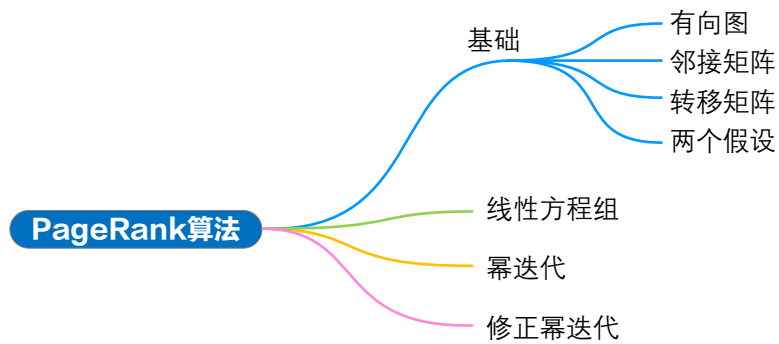 PageRank算法
基础
有向图
邻接矩阵
转移矩阵
两个假设
线性方程组
幂迭代
修正幂迭代